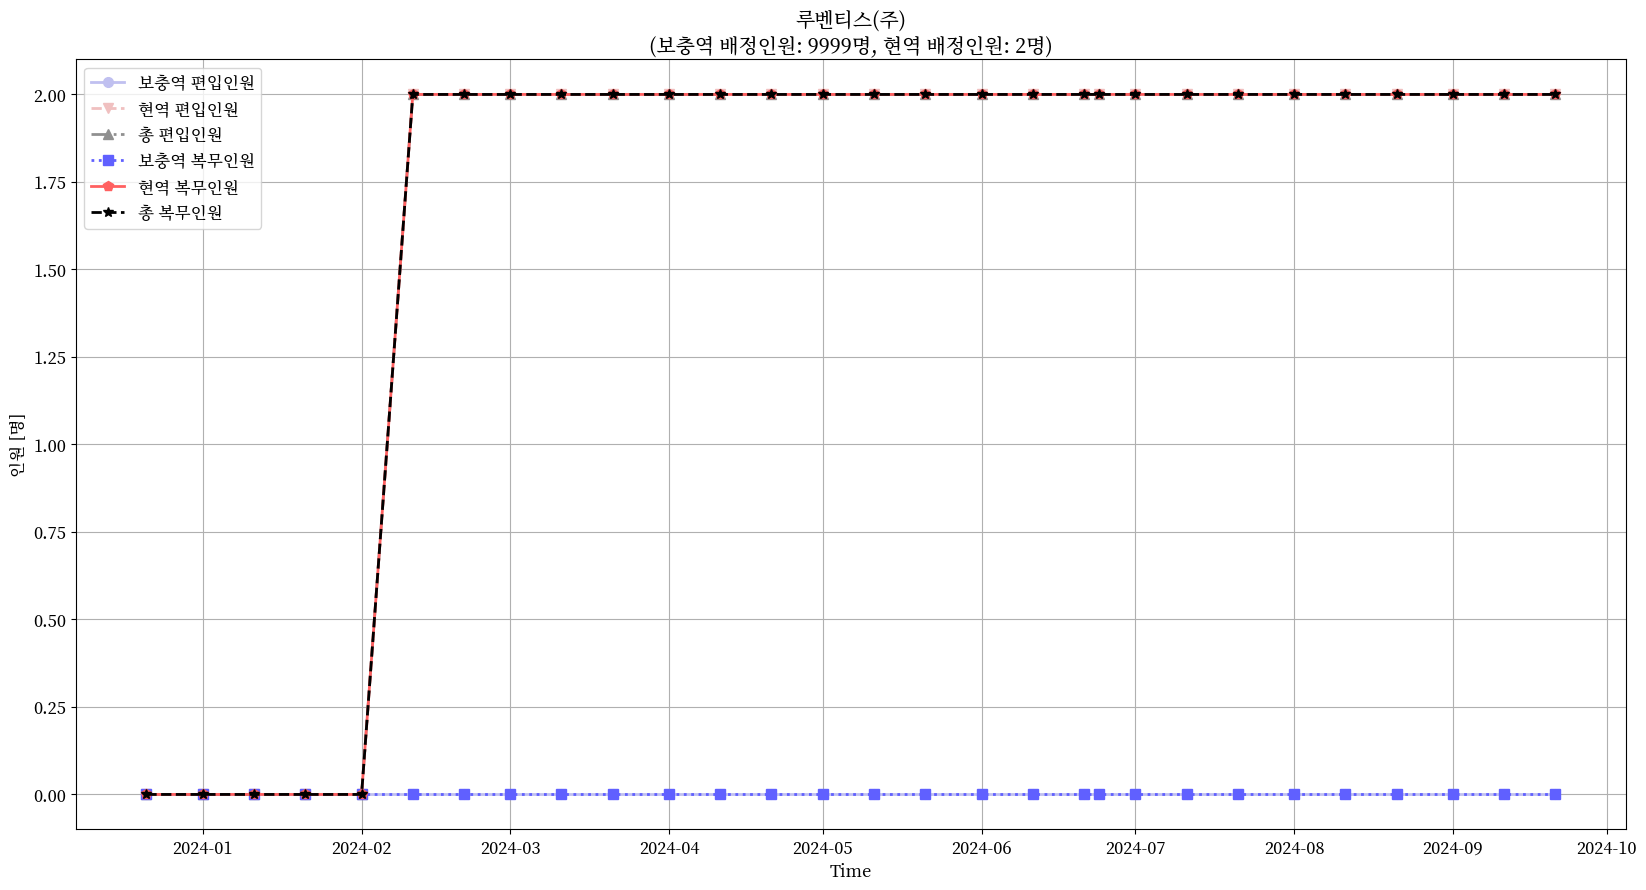 루벤티스(주)
(보충역 배정인원: 9999명, 현역 배정인원: 2명)
보충역 편입인원
현역 편입인원
총 편입인원
보충역 복무인원
현역 복무인원
총 복무인원
2.00
1.75
1.50
1.25
1.00
0.75
0.50
0.25
0.00
인원 [명]
2024-01 2024-02 2024-03 2024-04 2024-05 2024-06 2024-07 2024-08 2024-09 2024-10
Time